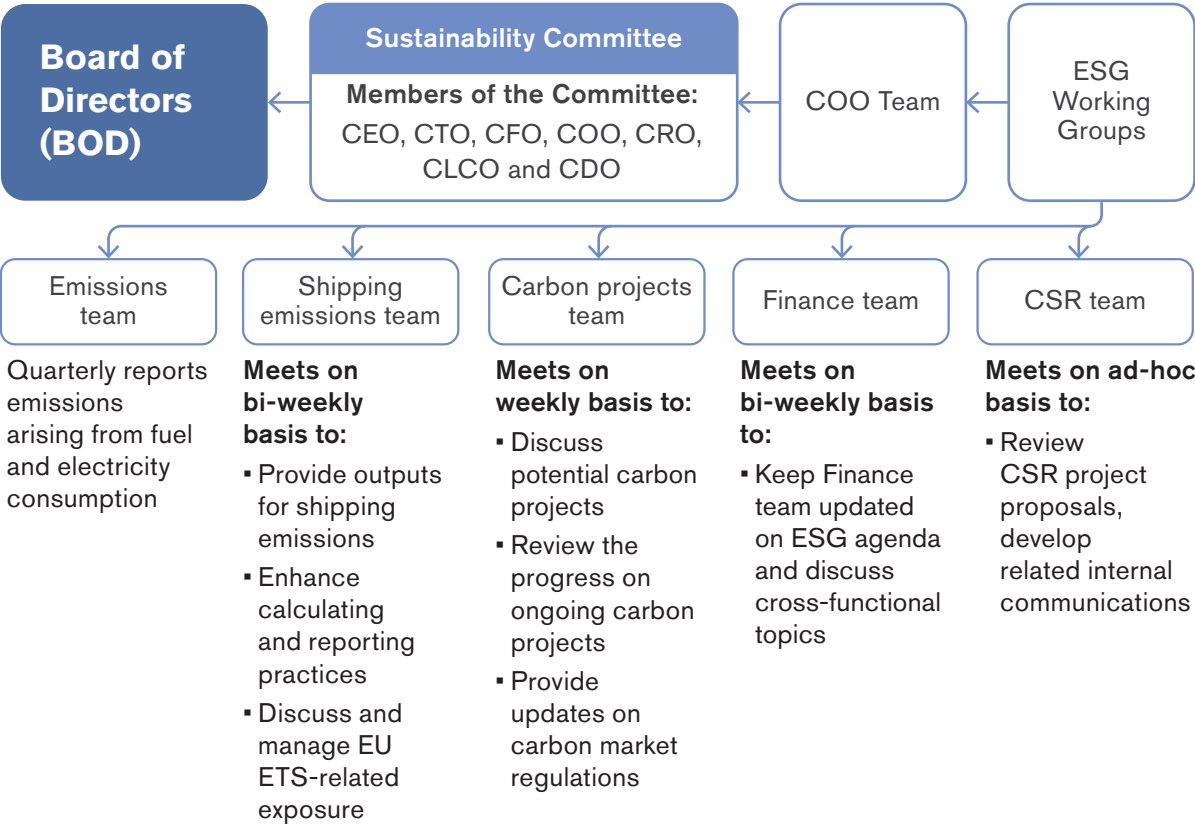 Board of
Directors
(BOD)
Sustainability Committee
Members of the Committee:
CEO, CTO, CFO, COO, CRO,
CLCO and CDO
COO Team
ESG
Working
Groups
Emissions
team
Quarterly reports
emissions
arising from fuel
and electricity
consumption
Shipping
emissions team
Meets on
bi-weekly
basis to:
▪ Provide outputs
for shipping
emissions
▪ Enhance
calculating
and reporting
practices
▪ Discuss and
manage EU
ETS-related
exposure
Carbon projects
team
Meets on
weekly basis to:
▪ Discuss
potential carbon
projects
▪ Review the
progress on
ongoing carbon
projects
▪ Provide
updates on
carbon market
regulations
Finance team
Meets on
bi-weekly basis
to:
▪ Keep Finance
team updated
on ESG agenda
and discuss
cross-functional
topics
CSR team
Meets on ad-hoc
basis to:
▪ Review
CSR project
proposals,
develop
related internal
communications